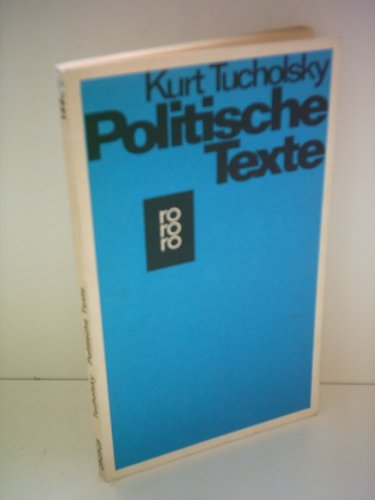 Kurt Tucholsky
Politische
Texte
ro
ro
ro
Tucholsky Politische Texte